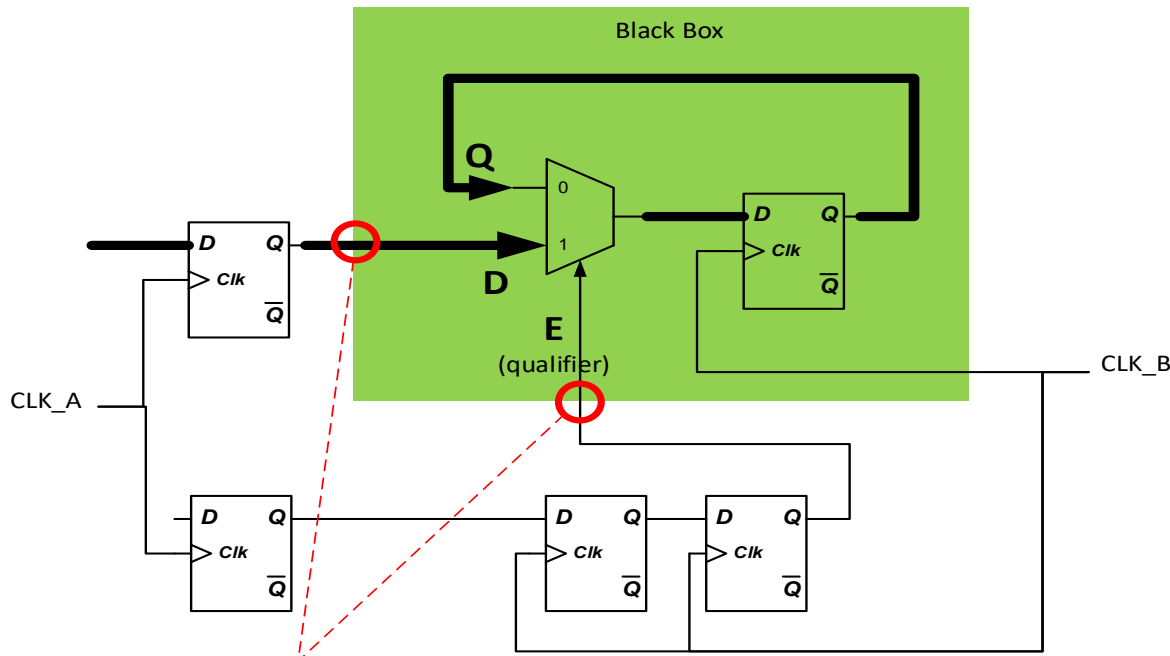 Black Box
Q
0
D Q
Clk
Q
D Q
Clk
Q
1
D
E
(qualifier)
CLK_B
CLK_A
D Q
Clk
Q
D Q
Clk
Q
D Q
Clk
Q